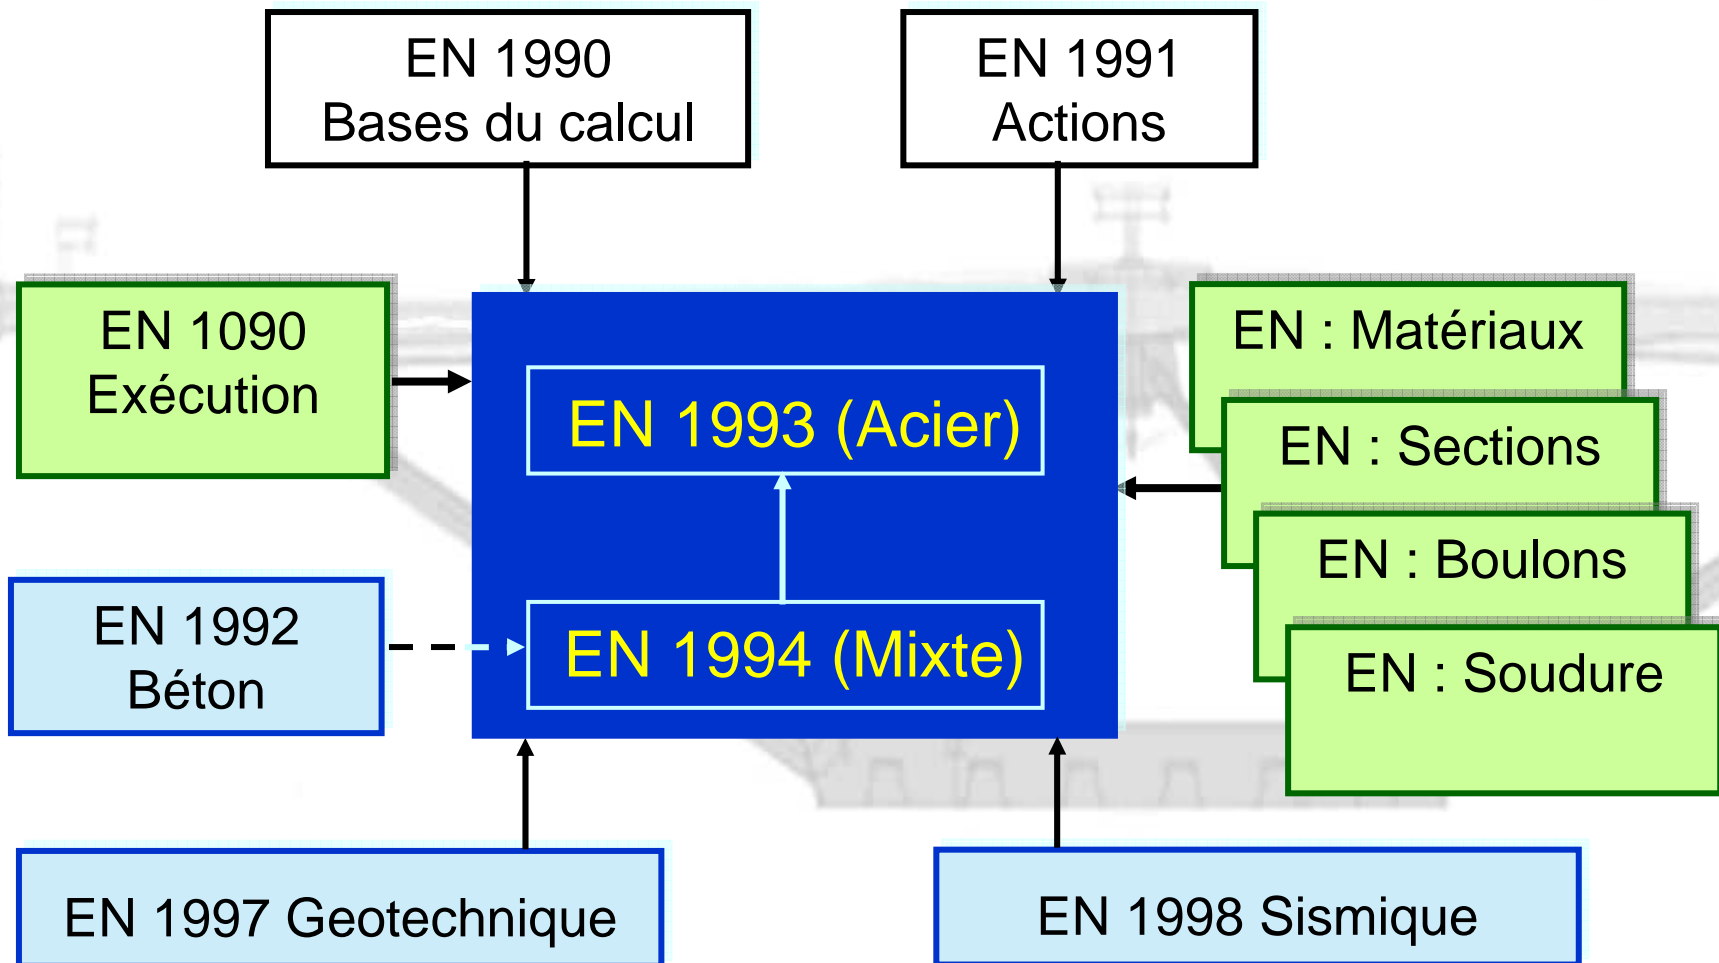 EN 1990
Bases du calcul
EN 1991
Actions
EN 1090
Exécution
EN 1993 (Acier)
EN : Matériaux
EN : Sections
EN : Boulons
EN : Soudure
EN 1992
Béton
EN 1994 (Mixte)
EN 1997 Geotechnique
EN 1998 Sismique